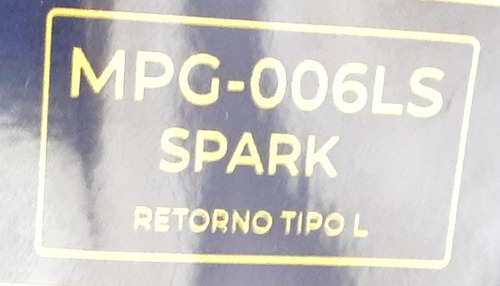 MPG-006LS
SPARK
RETORNO TIPO L